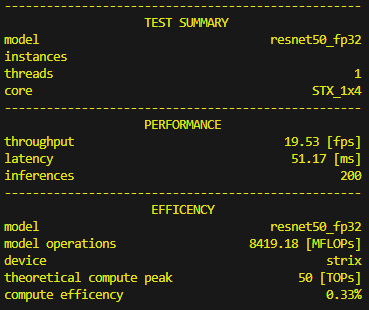 --------------------------------------------------
TEST SUMMARY
model resnet50_fp32
instances
threads 1
core STX_1x4
--------------------------------------------------
PERFORMANCE
throughput 19.53 [fps]
latency 51.17 [ms]
inferences 200
--------------------------------------------------
EFFICENCY
model resnet50_fp32
model operations 8419.18 [MFLOPs]
device strix
theoretical compute peak 50 [TOPs]
compute efficency 0.33%